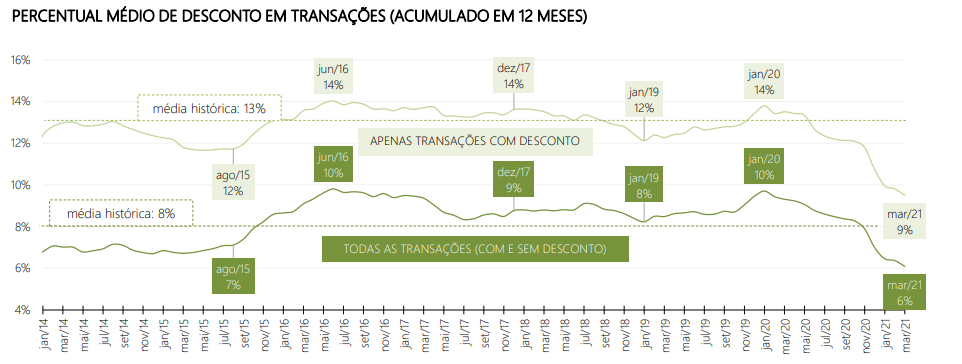 PERCENTUAL MÉDIO DE DESCONTO EM TRANSAÇÕES (ACUMULADO EM 12 MESES)
16%
14%
12%
10%
8%
6%
4%
média histórica: 13%
jun/16
14%
dez/17
14%
jan/19
12%
jan/20
14%
APENAS TRANSAÇÕES COM DESCONTO
ago/15
12%
mar/21
9%
média histórica: 8%
jun/16
10%
dez/17
9%
jan/19
8%
jan/20
10%
TODAS AS TRANSAÇÕES (COM E SEM DESCONTO)
ago/15
7%
mar/21
6%
jan/14
mar/14
mai/14
jul/14
set/14
nov/14
jan/15
mar/15
mai/15
jul/15
set/15
nov/15
jan/16
mar/16
mai/16
jul/16
set/16
nov/16
jan/17
mar/17
mai/17
jul/17
set/17
nov/17
jan/18
mar/18
mai/18
jul/18
set/18
nov/18
jan/19
mar/19
mai/19
jul/19
set/19
nov/19
jan/20
mar/20
mai/20
jul/20
set/20
nov/20
jan/21
mar/21